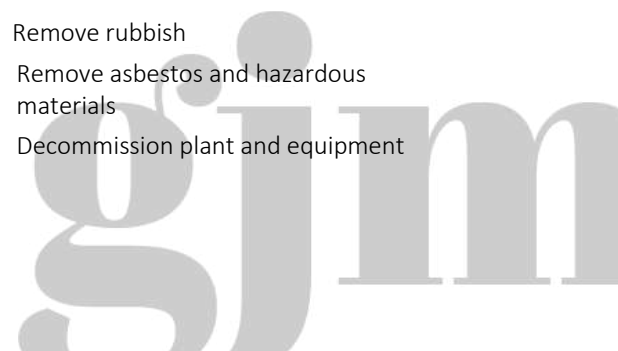 Remove rubbish
Remove asbestos and hazardous
materials
Decommission plant and equipment
gjm